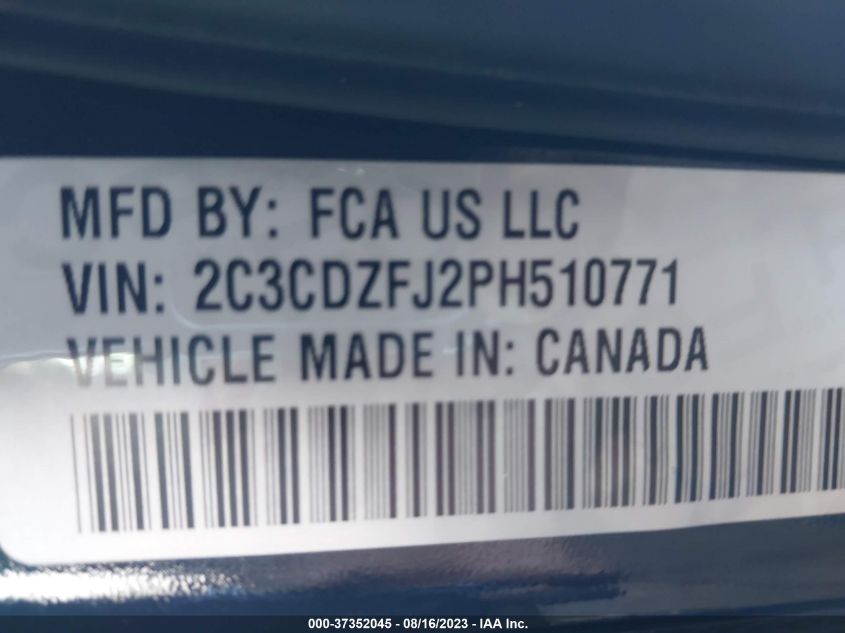 MFD BY: FCA US LLC
VIN: 2C3CDZFJ2PH510771
VEHICLE MADE IN: CANADA
000-37352045 - 08/16/2023 - IAA Inc.